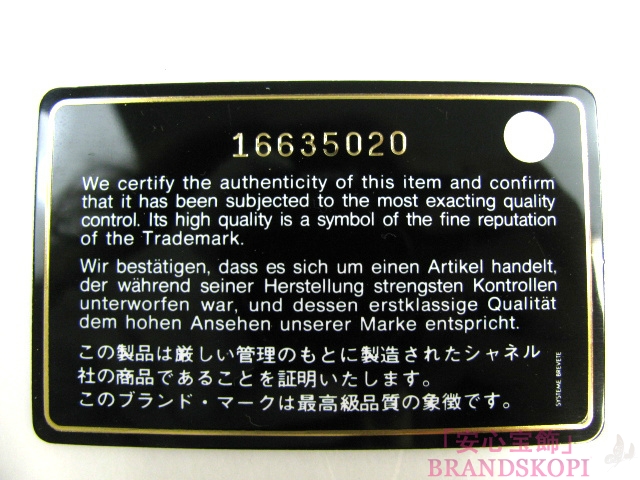 16635020
We certify the authenticity of this item and confirm
that it has been subjected to the most exacting quality
control. Its high quality is a symbol of the fine reputation
of the Trademark.
Wir bestätigen, dass es sich um einen Artikel handelt,
der während seiner Herstellung strengsten Kontrollen
unterworfen war, und dessen erstklassige Qualität
dem hohen Ansehen unserer Marke entspricht.
この製品は厳しい管理のもとに製造されたシャネル
社の商品であることを証明いたします。
このブランド・マークは最高級品質の象徴です。
SYSTEME BREVETE
「安心宝飾」
BRANDSKOPI